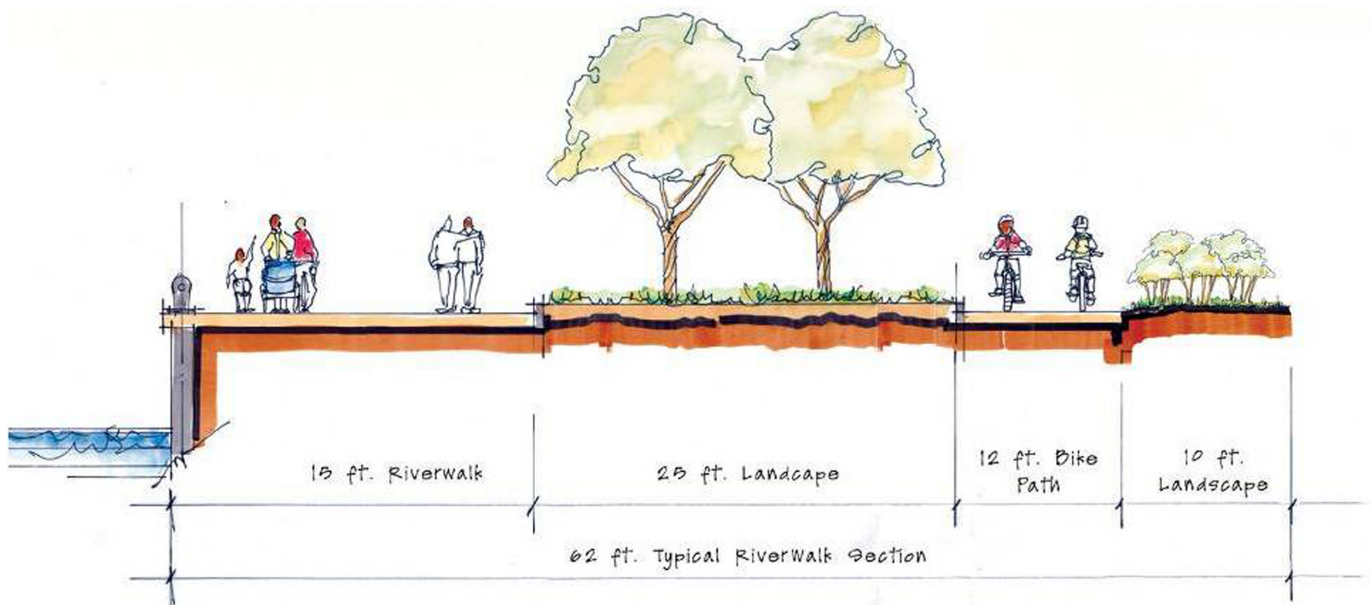 15 ft. Riverwalk
25 ft. Landcape
12 ft. Bike
Path
10 ft.
Landscape
62 ft. Typical RiverWalk Section